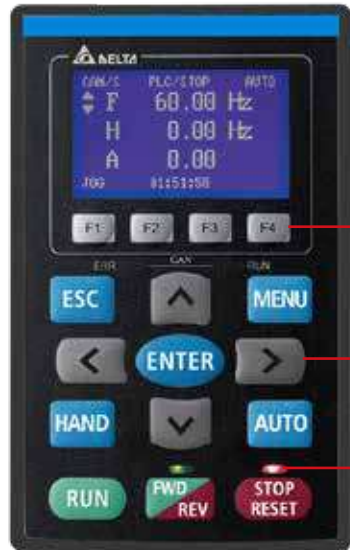 DELTA
CAN/S PLC/STOP AUTO
F 60.00 Hz
H 0.00 Hz
A 0.00
JOG 01:51:58
F1 F2 F3 F4
ERR CAN RUN
ESC MENU
ENTER
HAND AUTO
RUN FWD REV STOP RESET